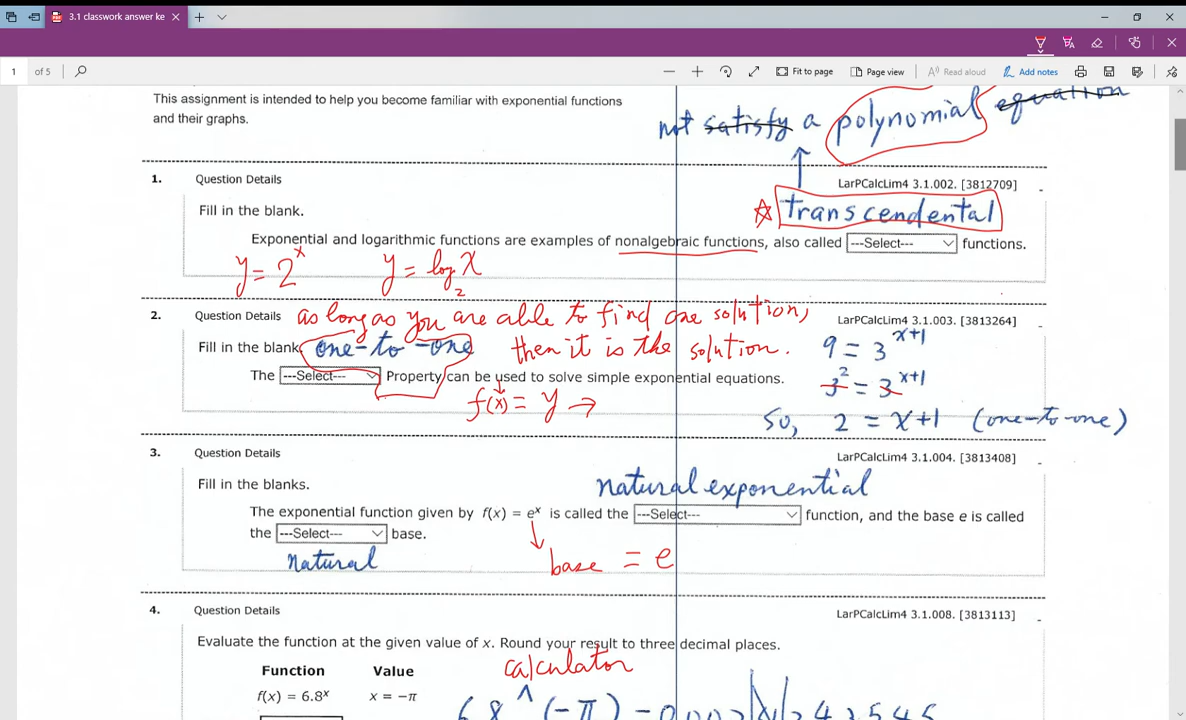 3.1 classwork answer ke
1 of 5
Fit to page
Page view
Read aloud
Add notes
This assignment is intended to help you become familiar with exponential functions
and their graphs.
not satisfy a polynomial equation
1. Question Details
LarPCalcLim4 3.1.002. [3812709]
Fill in the blank.
transcendental
Exponential and logarithmic functions are examples of nonalgebraic functions, also called ---Select--- functions.
y = 2^x y = log_2 x
2. Question Details
as long as you are able to find one solution,
LarPCalcLim4 3.1.003. [3813264]
Fill in the blank
one-to-one then it is the solution.
9 = 3^{x+1}
The ---Select--- Property can be used to solve simple exponential equations.
3^2 = 3^{x+1}
f(x) = y →
So, 2 = x+1 (one-to-one)
3. Question Details
LarPCalcLim4 3.1.004. [3813408]
Fill in the blanks.
natural exponential
The exponential function given by f(x) = e^x is called the ---Select--- function, and the base e is called
the ---Select--- base.
natural
base = e
4. Question Details
LarPCalcLim4 3.1.008. [3813113]
Evaluate the function at the given value of x. Round your result to three decimal places.
calculator
Function Value
f(x) = 6.8^x x = −π
6.8 ^ (−π)